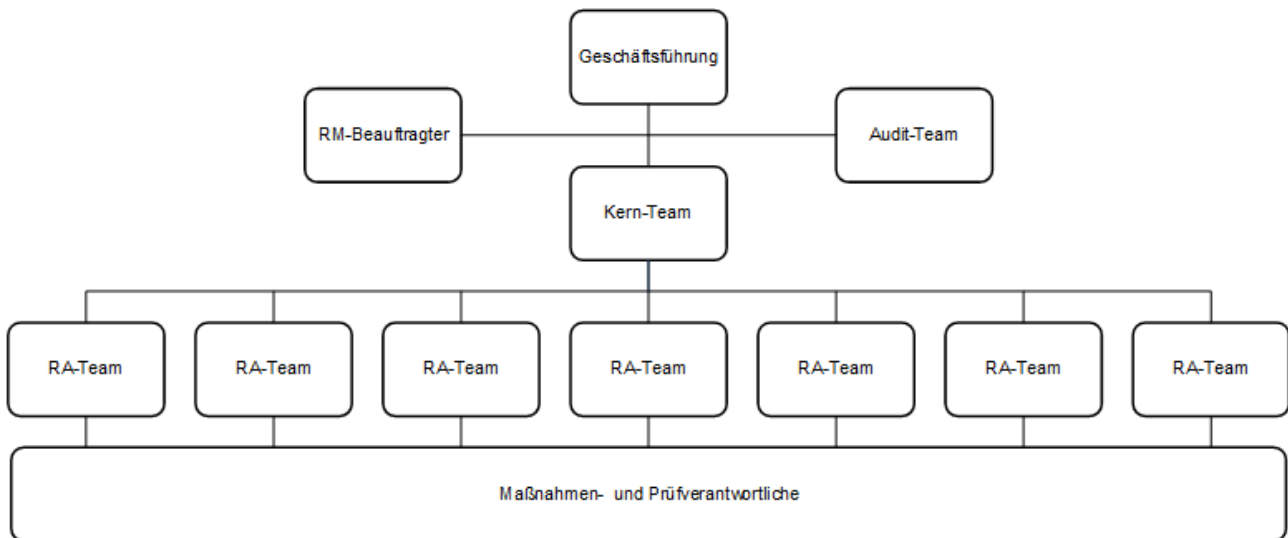 Geschäftsführung
RM-Beauftragter
Audit-Team
Kern-Team
RA-Team
RA-Team
RA-Team
RA-Team
RA-Team
RA-Team
RA-Team
Maßnahmen- und Prüfverantwortliche